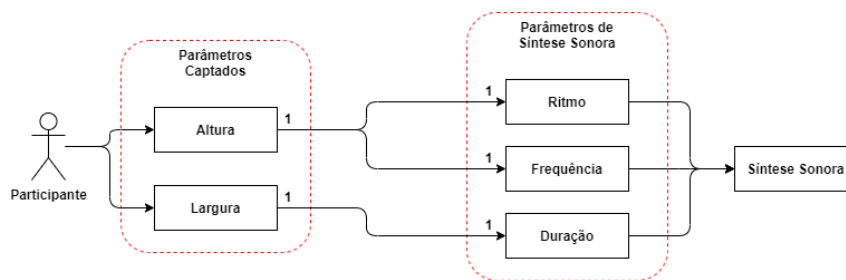 Parâmetros
Captados
Parâmetros de
Síntese Sonora
Participante
Altura
1
Largura
1
1
Ritmo
1
Frequência
1
Duração
Síntese Sonora